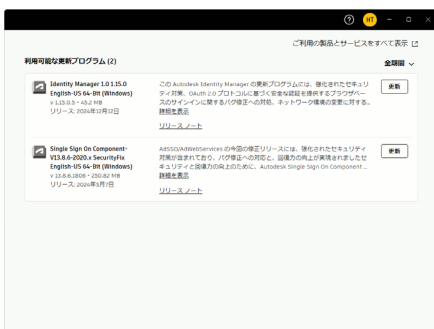 HT
ご利用の製品とサービスをすべて表示
利用可能な更新プログラム (2)
全期間
Identity Manager 1.0 1.15.0
English-US 64-Bit (Windows)
v 1.15.0.5 • 45.2 MB
リリース: 2024年12月12日
この Autodesk Identity Manager の更新プログラムには、強化されたセキュリ
ティ対策、OAuth 2.0 プロトコルに基づく安全な認証を提供するブラウザベー
スのサインインに関するバグ修正への対処、ネットワーク環境の変更に対する...
詳細を表示
リリース ノート
更新
Single Sign On Component-
V13.8.6-2020.x SecurityFix
English-US 64-Bit (Windows)
v 13.8.6.1806 • 250.82 MB
リリース: 2024年5月7日
AdSSO/AdWebServices の今回の修正リリースには、強化されたセキュリティ
対策が含まれており、バグ修正への対応と、回復力の向上が実現されましたセ
キュリティと回復力の向上のために、Autodesk Single Sign On Component ...
詳細を表示
リリース ノート
更新